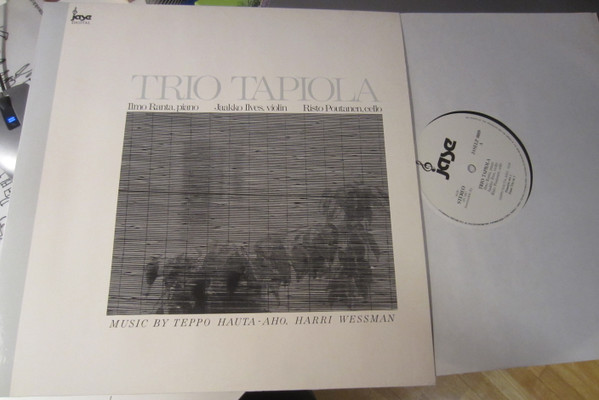 jase
TRIO TAPIOLA
Ilmo Ranta, piano Jaakko Ilves, violin Risto Poutanen, cello
MUSIC BY TEPPO HAUTA-AHO, HARRI WESSMAN
jase
STEREO
TRIO TAPIOLA